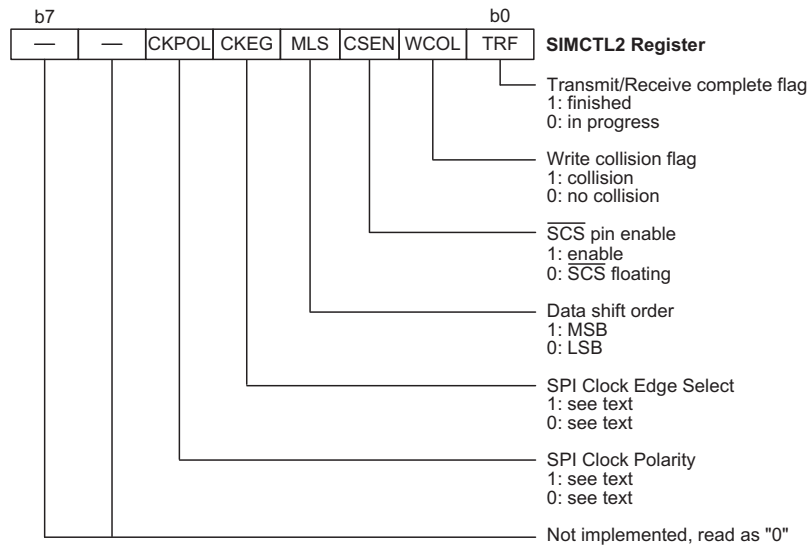 b7 b0
— — CKPOL CKEG MLS CSEN WCOL TRF SIMCTL2 Register
Transmit/Receive complete flag
1: finished
0: in progress
Write collision flag
1: collision
0: no collision
SCS pin enable
1: enable
0: SCS floating
Data shift order
1: MSB
0: LSB
SPI Clock Edge Select
1: see text
0: see text
SPI Clock Polarity
1: see text
0: see text
Not implemented, read as "0"